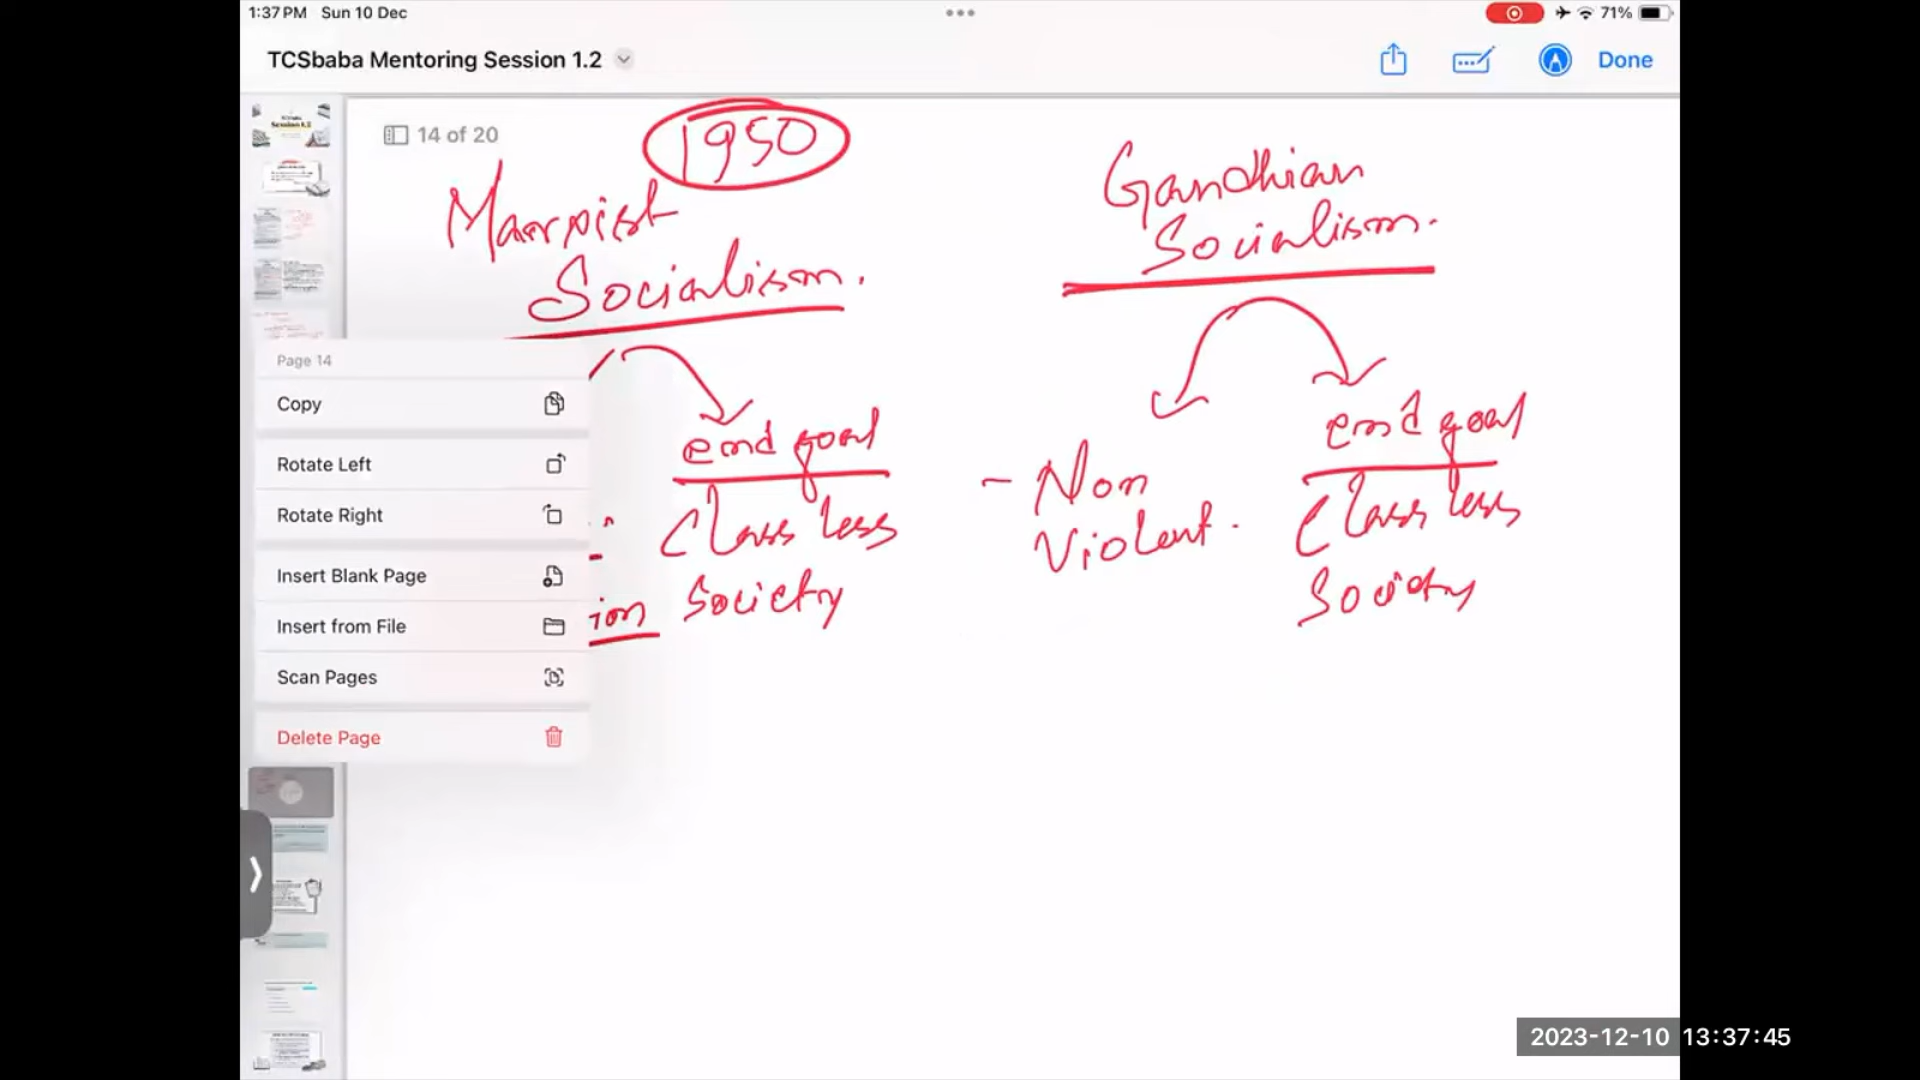 1:37 PM Sun 10 Dec
71%
TCSbaba Mentoring Session 1.2
Done
14 of 20
1950
Marxist
Socialism.
Gandhian
Socialism.
Page 14
Copy
Rotate Left
Rotate Right
Insert Blank Page
Insert from File
Scan Pages
Delete Page
end goal
Class less
Society
ion
- Non
Violent.
end goal
Class less
Society
2023-12-10 13:37:45